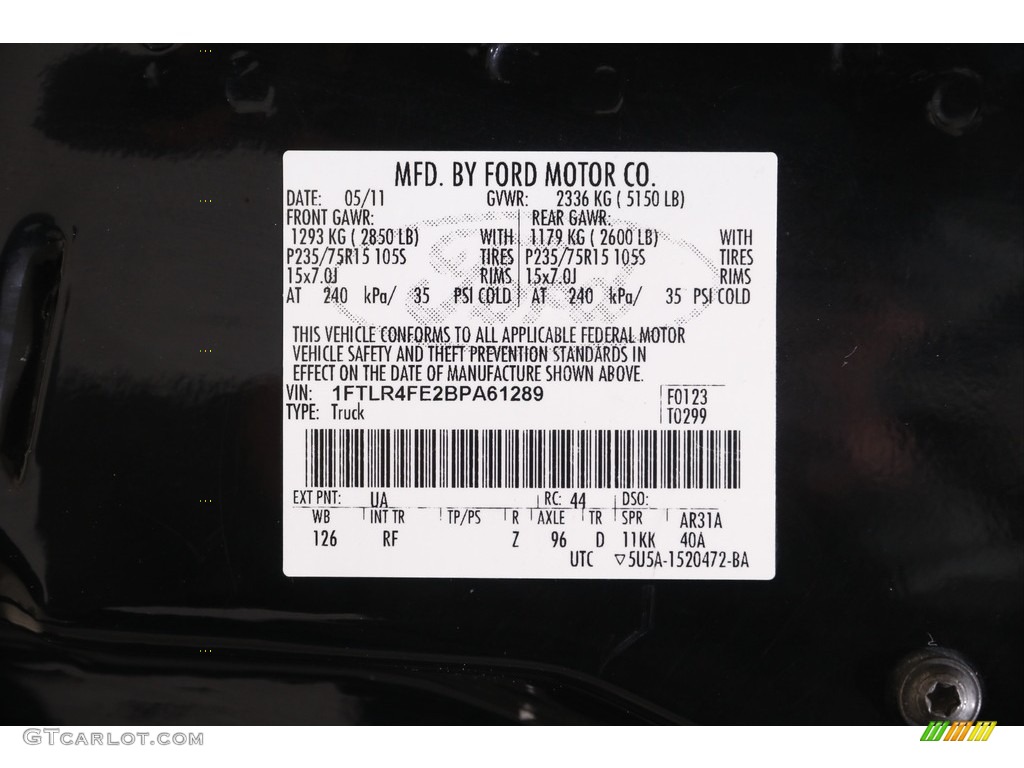 MFD. BY FORD MOTOR CO.
DATE: 05/11 GVWR: 2336 KG ( 5150 LB)
FRONT GAWR: REAR GAWR:
1293 KG ( 2850 LB) WITH 1179 KG ( 2600 LB) WITH
P235/75R15 105S TIRES P235/75R15 105S TIRES
15x7.0J RIMS 15x7.0J RIMS
AT 240 kPa/ 35 PSI COLD AT 240 kPa/ 35 PSI COLD
THIS VEHICLE CONFORMS TO ALL APPLICABLE FEDERAL MOTOR
VEHICLE SAFETY AND THEFT PREVENTION STANDARDS IN
EFFECT ON THE DATE OF MANUFACTURE SHOWN ABOVE.
VIN: 1FTLR4FE2BPA61289 F0123
TYPE: Truck T0299
EXT PNT: UA RC: 44 DSO:
WB INT TR TP/PS R AXLE TR SPR AR31A
126 RF Z 96 D 11KK 40A
UTC ▽5U5A-1520472-BA
GTCARLOT.COM